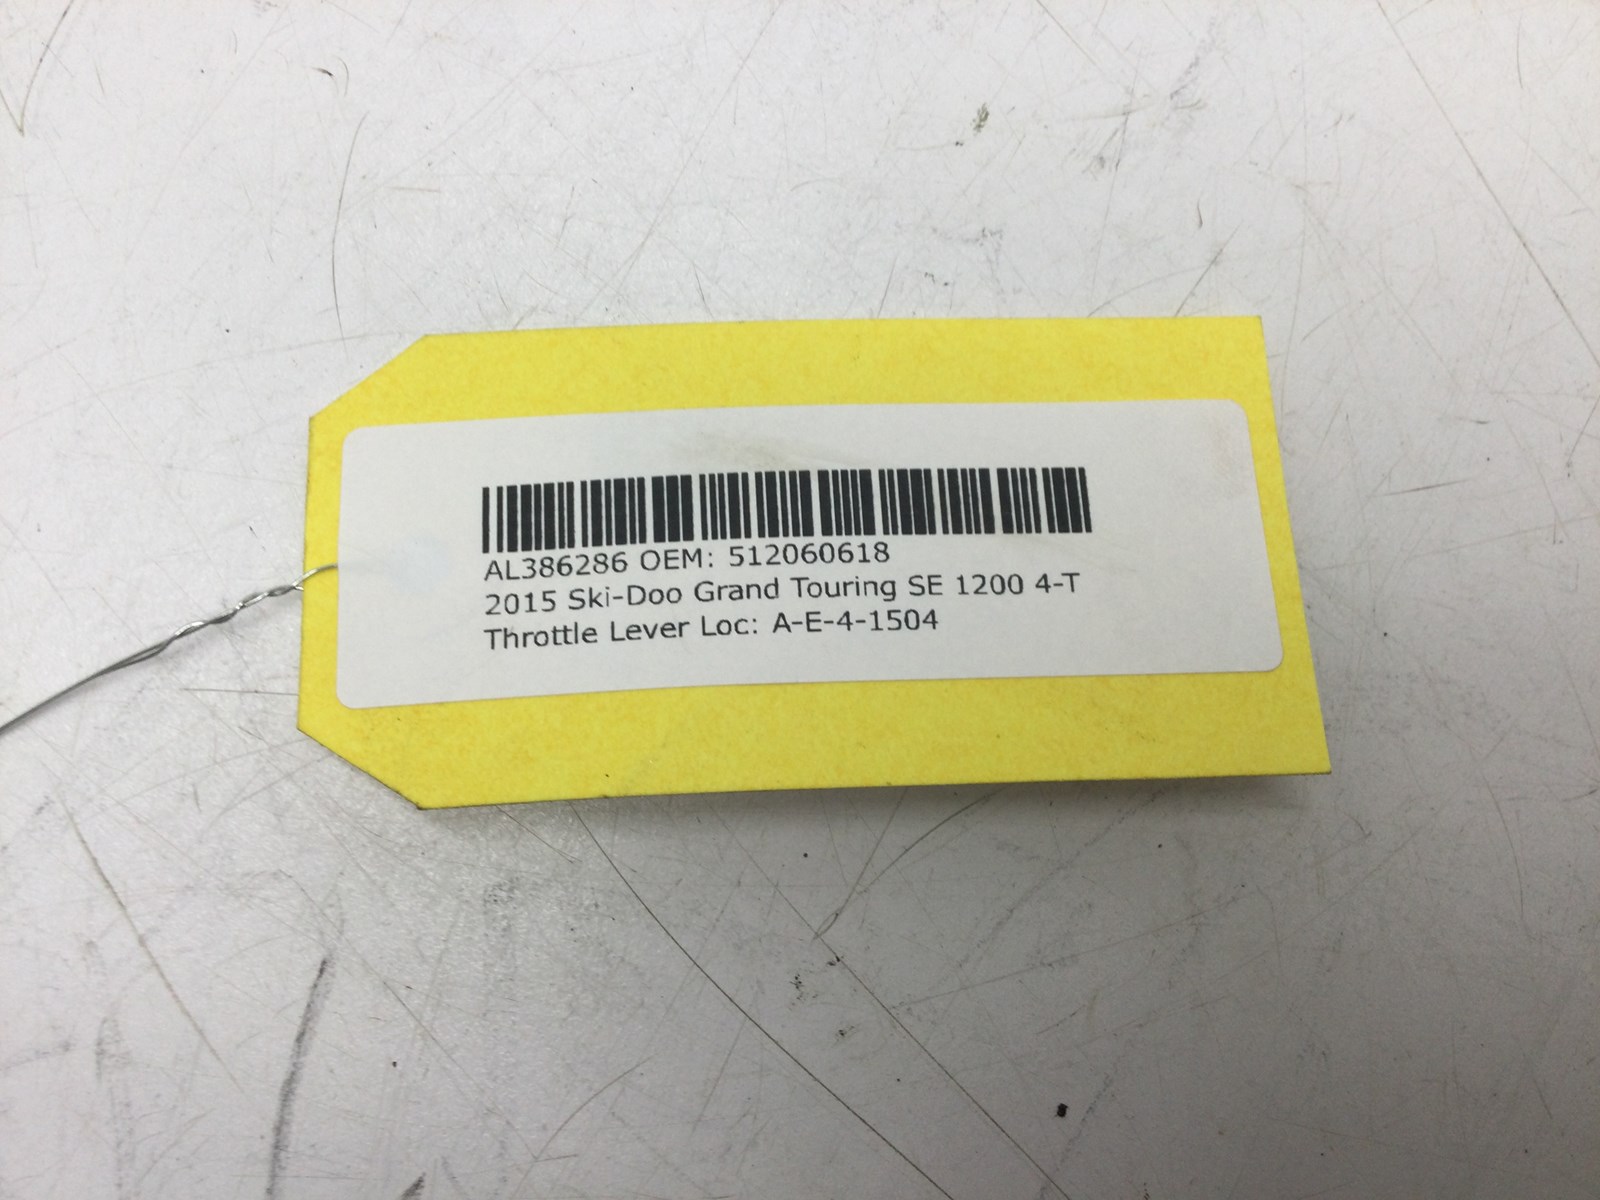 AL386286 OEM: 512060618
2015 Ski-Doo Grand Touring SE 1200 4-T
Throttle Lever Loc: A-E-4-1504